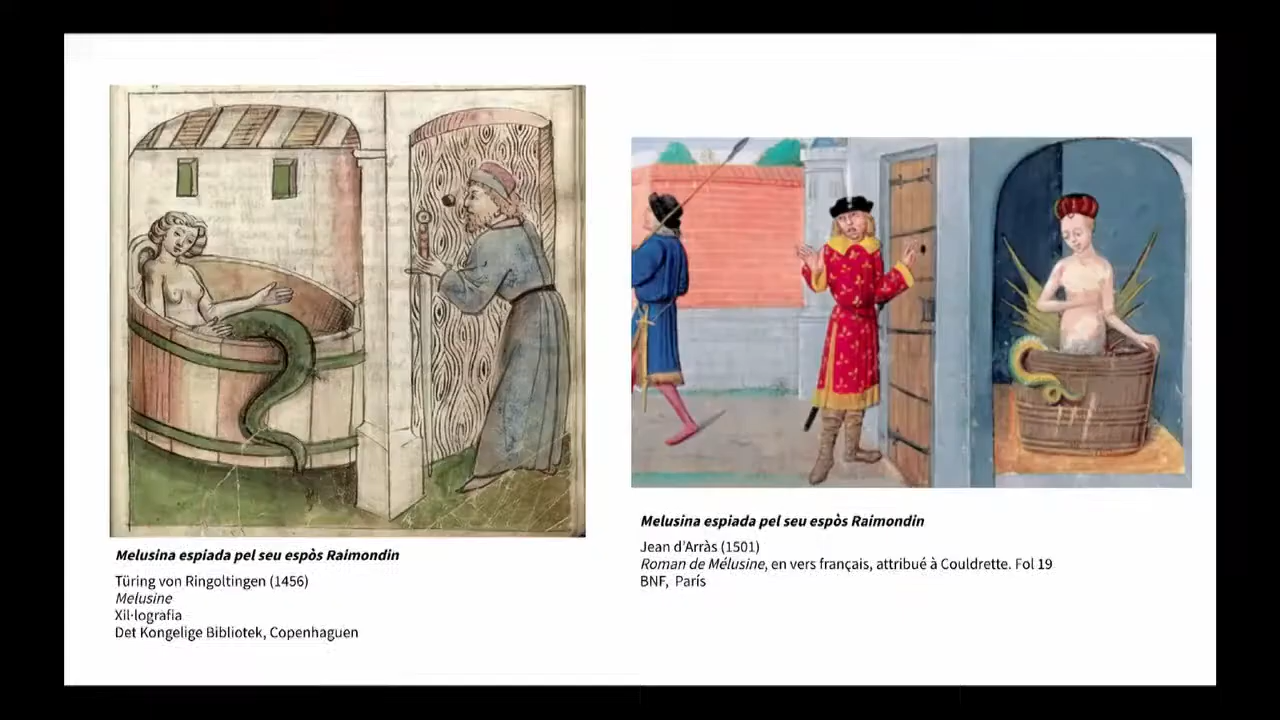 Melusina espiada pel seu espòs Raimondin
Türing von Ringoltingen (1456)
Melusine
Xil·lografia
Det Kongelige Bibliotek, Copenhaguen
Melusina espiada pel seu espòs Raimondin
Jean d’Arràs (1501)
Roman de Mélusine, en vers français, attribué à Couldrette. Fol 19
BNF, París